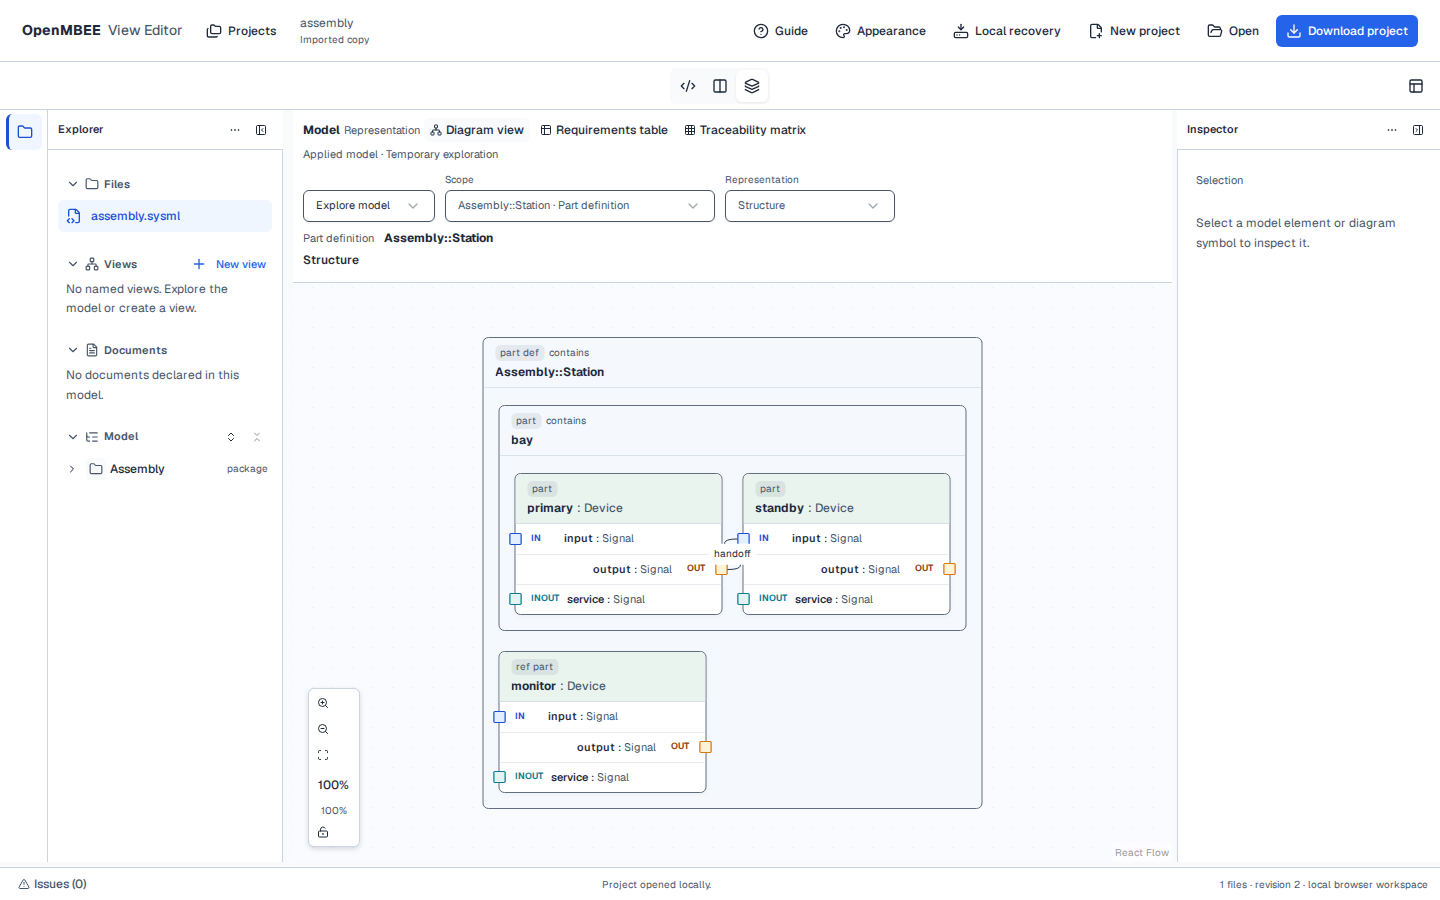 OpenMBEE View Editor
Projects
assembly
Imported copy
Guide
Appearance
Local recovery
New project
Open
Download project
Explorer
Files
assembly.sysml
Views
New view
No named views. Explore the
model or create a view.
Documents
No documents declared in this
model.
Model
Assembly package
Model Representation Diagram view Requirements table Traceability matrix
Applied model · Temporary exploration
Scope
Representation
Explore model
Assembly::Station · Part definition
Structure
Part definition Assembly::Station
Structure
part def contains
Assembly::Station
part contains
bay
part
primary : Device
IN input : Signal
output : Signal OUT
INOUT service : Signal
handoff
part
standby : Device
IN input : Signal
output : Signal OUT
INOUT service : Signal
ref part
monitor : Device
IN input : Signal
output : Signal OUT
INOUT service : Signal
100%
100%
React Flow
Inspector
Selection
Select a model element or diagram
symbol to inspect it.
Issues (0)
Project opened locally.
1 files · revision 2 · local browser workspace